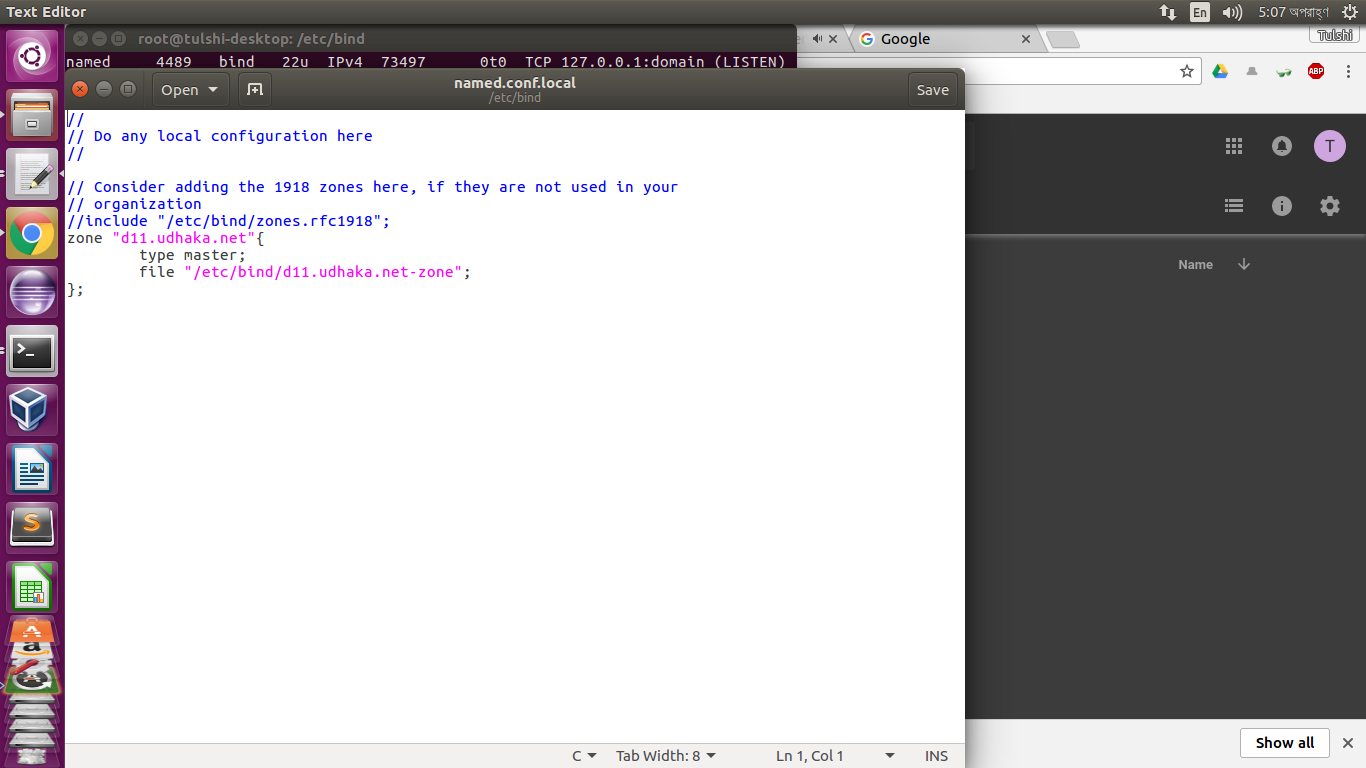 Text Editor
En
5:07 অপরাহ্ণ
root@tulshi-desktop: /etc/bind
Google
Tulshi
named 4489 bind 22u IPv4 73497 0t0 TCP 127.0.0.1:domain (LISTEN)
Open
named.conf.local
/etc/bind
Save
ABP
//
// Do any local configuration here
//
// Consider adding the 1918 zones here, if they are not used in your
// organization
//include "/etc/bind/zones.rfc1918";
zone "d11.udhaka.net"{
type master;
file "/etc/bind/d11.udhaka.net-zone";
};
T
Name
Show all
C
Tab Width: 8
Ln 1, Col 1
INS